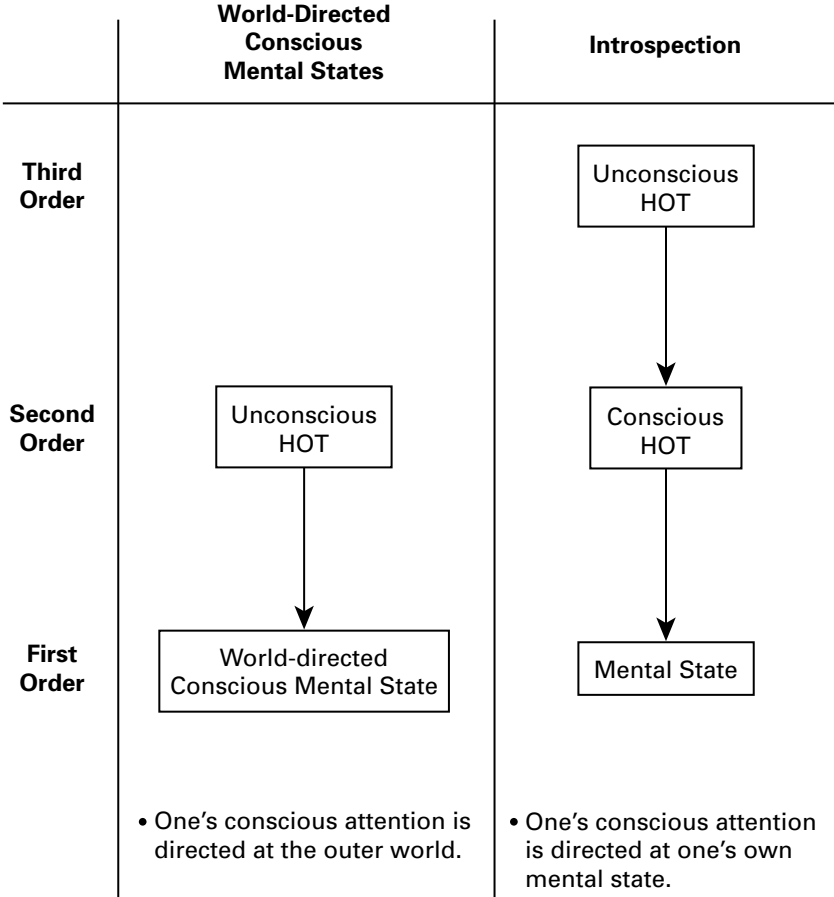 World-Directed
Conscious
Mental States
Introspection
Third
Order
Unconscious
HOT
Second
Order
Unconscious
HOT
Conscious
HOT
First
Order
World-directed
Conscious Mental State
Mental State
• One's conscious attention is
directed at the outer world.
• One's conscious attention
is directed at one's own
mental state.